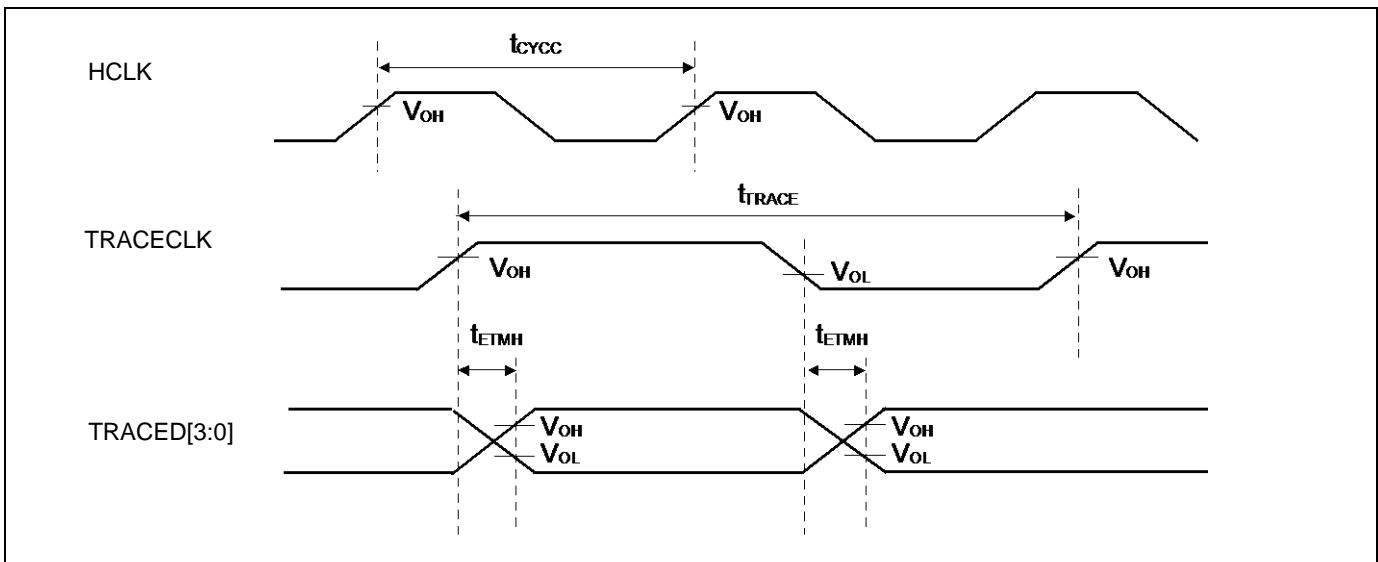 tCYCC
HCLK
VOH
VOH
tTRACE
TRACECLK
VOH
VOL
VOH
tETMH
tETMH
TRACED[3:0]
VOH
VOH
VOL
VOL